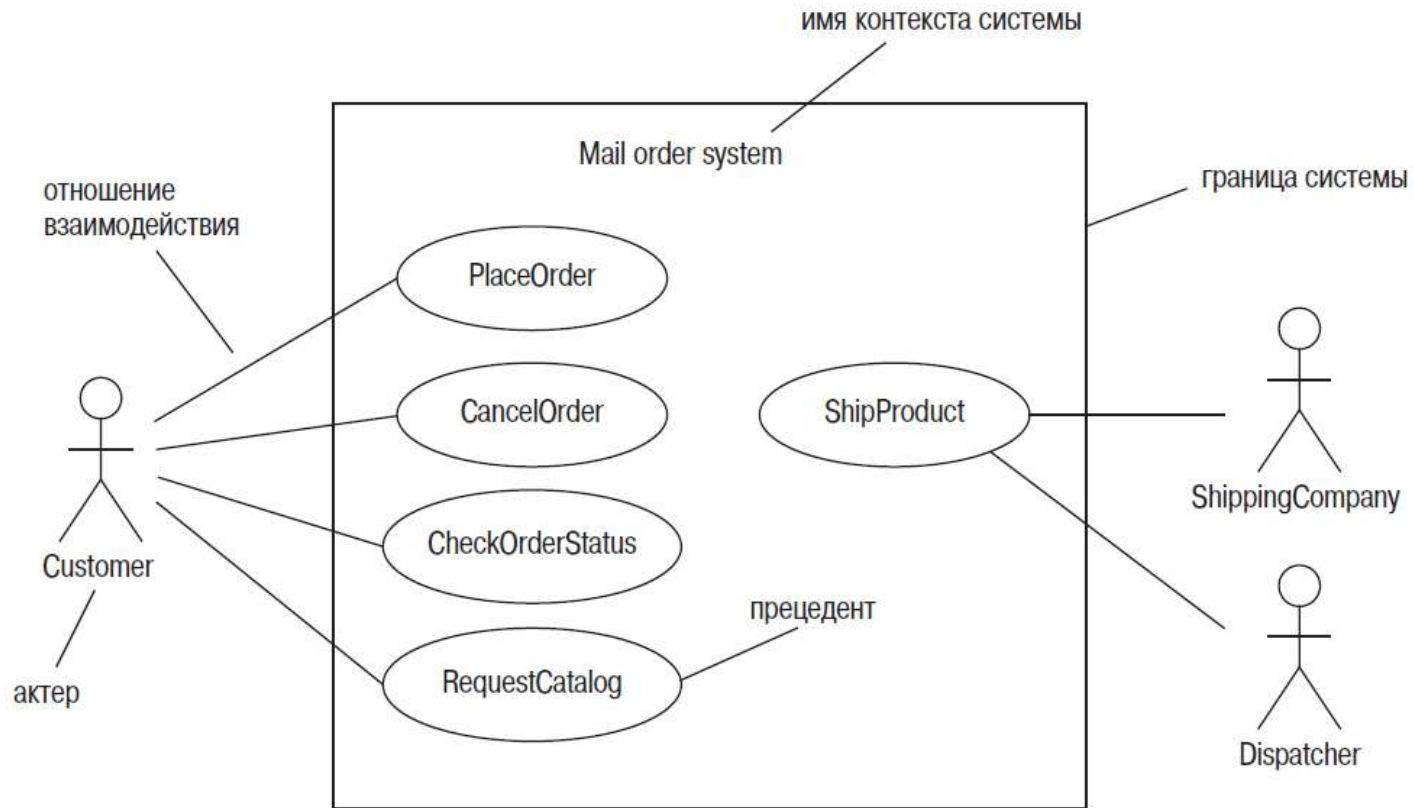 имя контекста системы
Mail order system
отношение
взаимодействия
граница системы
PlaceOrder
CancelOrder
ShipProduct
ShippingCompany
CheckOrderStatus
Customer
прецедент
RequestCatalog
актер
Dispatcher